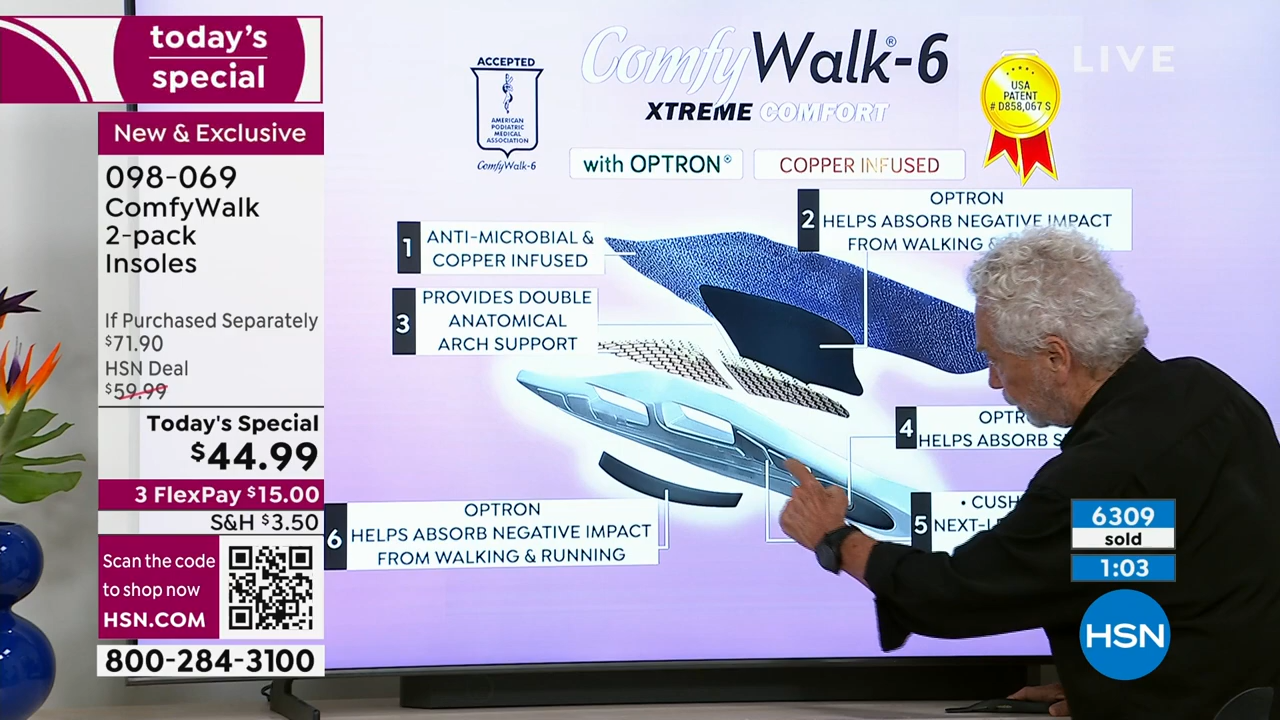 today's
special
New & Exclusive
098-069
ComfyWalk
2-pack
Insoles
If Purchased Separately
$71.90
HSN Deal
$59.99
Today's Special
$44.99
3 FlexPay $15.00
S&H $3.50
Scan the code
to shop now
HSN.COM
800-284-3100
ACCEPTED
AMERICAN
PODIATRIC
MEDICAL
ASSOCIATION
ComfyWalk-6
ComfyWalk®-6
XTREME COMFORT
with OPTRON®
COPPER INFUSED
USA
PATENT
# D858,067 S
LIVE
1 ANTI-MICROBIAL &
COPPER INFUSED
2 OPTRON
HELPS ABSORB NEGATIVE IMPACT
FROM WALKING &
3 PROVIDES DOUBLE
ANATOMICAL
ARCH SUPPORT
4
HELPS ABSORB
5
6 OPTRON
HELPS ABSORB NEGATIVE IMPACT
FROM WALKING & RUNNING
6309
sold
1:03
HSN